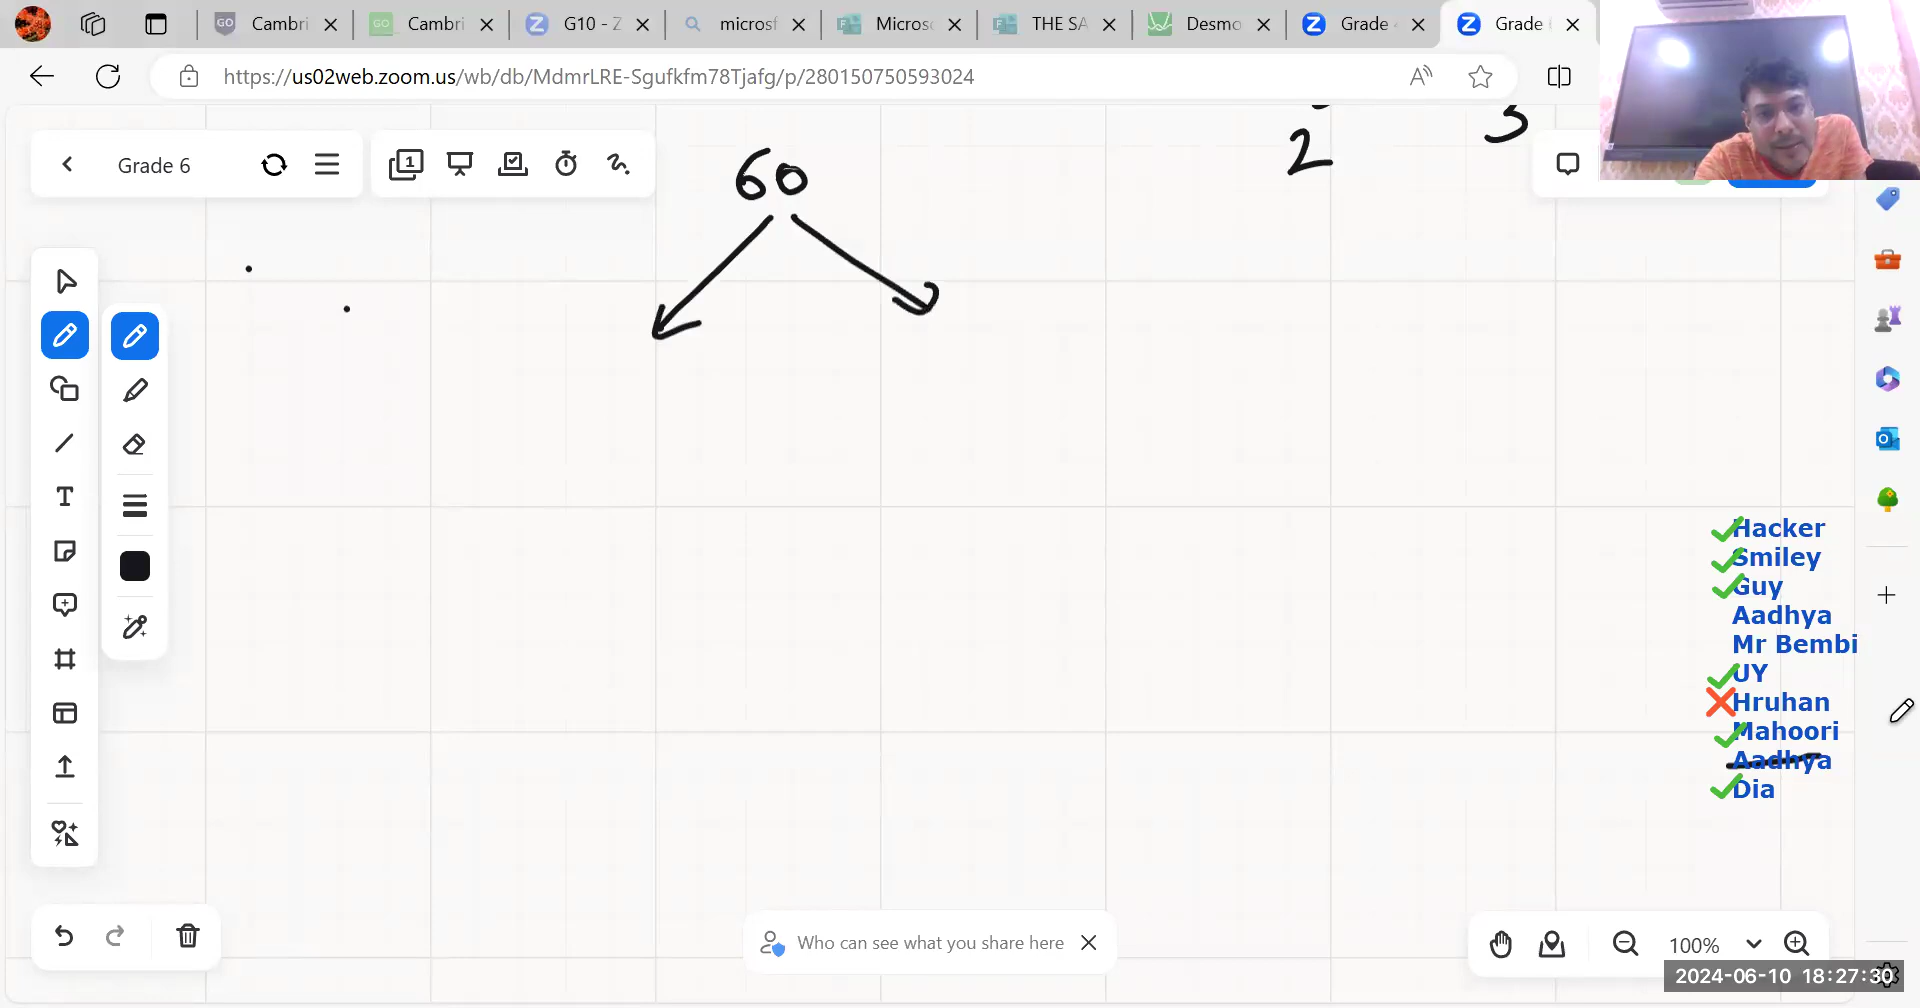 Cambri
Cambri
G10 - Z
microsf
Micros
THE SA
Desmo
Grade
Grade
https://us02web.zoom.us/wb/db/MdmrLRE-Sgufkfm78Tjafg/p/280150750593024
Grade 6
1
60
2
3
Hacker
Smiley
Guy
Aadhya
Mr Bembi
UY
Hruhan
Mahoori
Aadhya
Dia
Who can see what you share here
100%
2024-06-10 18:27:30